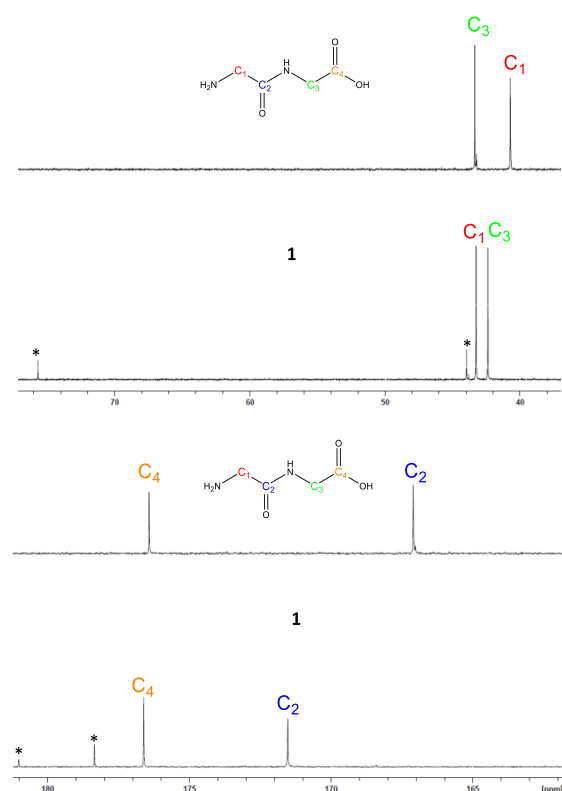 C3
C1
O
H
N
C1
C4
H2N
C2
C3
OH
O
1
C1 C3
*
*
70
60
50
40
O
C4
H
N
C1
C4
C2
H2N
C2
C3
OH
O
1
C4
C2
*
*
180
175
170
165
(ppm)